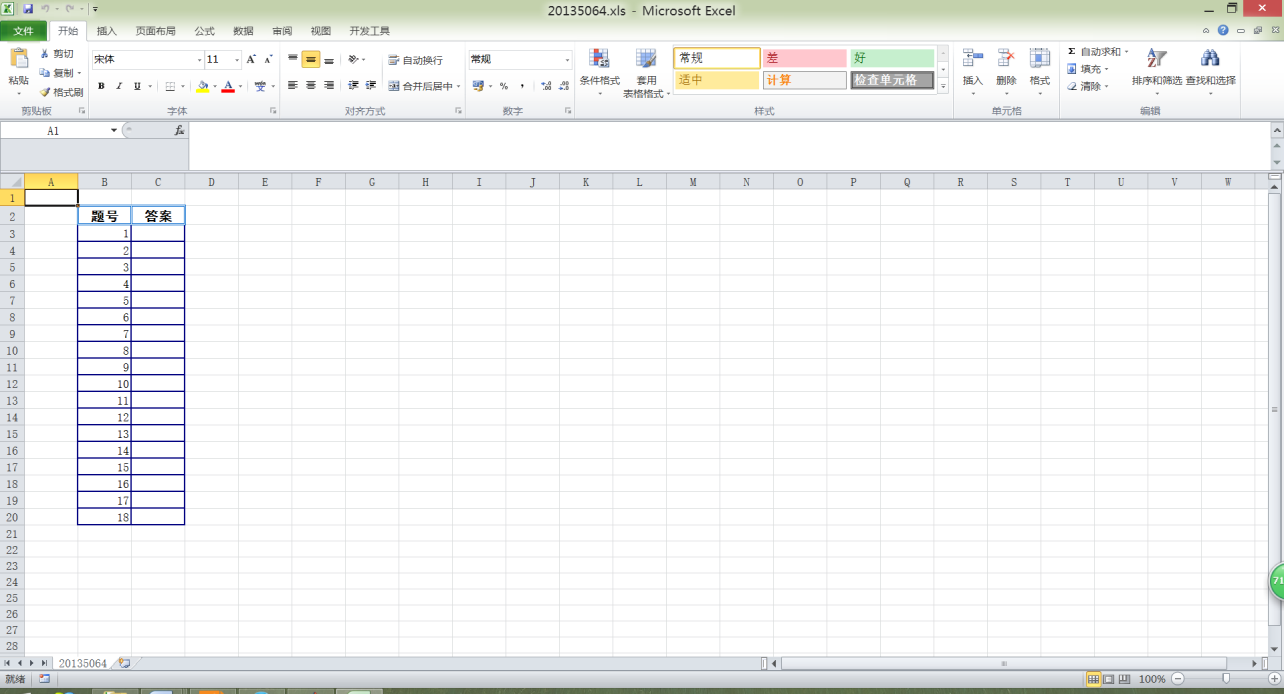 20135064.xls - Microsoft Excel
文件 开始 插入 页面布局 公式 数据 审阅 视图 开发工具
粘贴 剪切 复制 格式刷 剪贴板
宋体 11 B I U 字体
自动换行 合并后居中 对齐方式
常规 % , 数字
条件格式 套用表格格式 常规 差 好 适中 计算 检查单元格 样式
插入 删除 格式 单元格
Σ 自动求和 填充 清除 排序和筛选 查找和选择 编辑
A1 fx
A B C D E F G H I J K L M N O P Q R S T U V W
1
2 题号 答案
3 1
4 2
5 3
6 4
7 5
8 6
9 7
10 8
11 9
12 10
13 11
14 12
15 13
16 14
17 15
18 16
19 17
20 18
21
22
23
24
25
26
27
28
71
20135064
就绪 100%